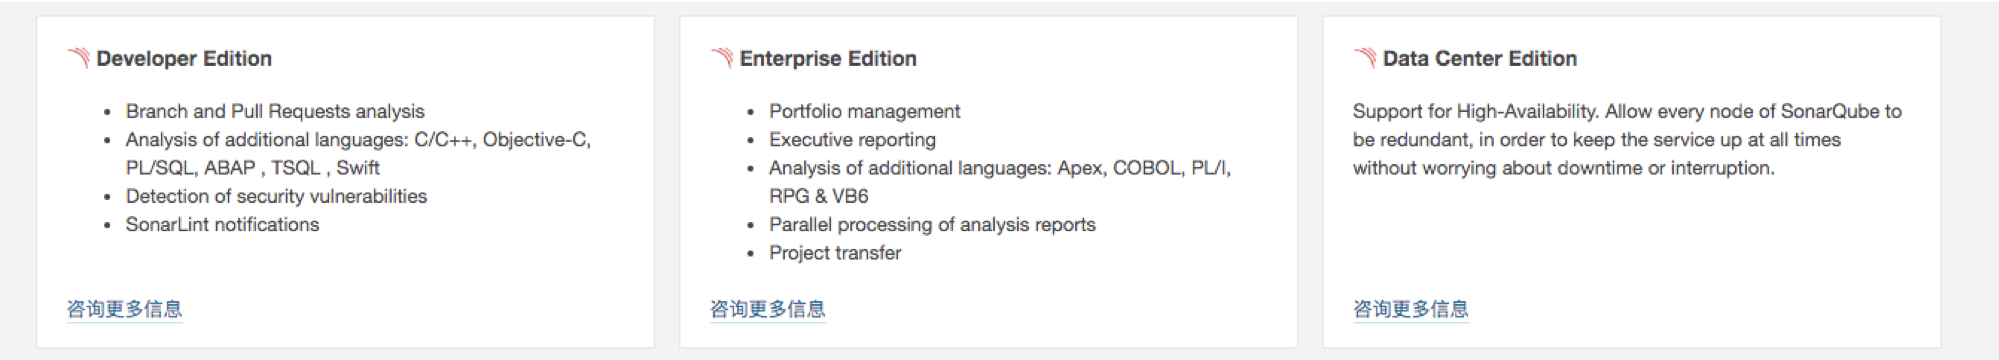 Developer Edition
• Branch and Pull Requests analysis
• Analysis of additional languages: C/C++, Objective-C,
PL/SQL, ABAP , TSQL , Swift
• Detection of security vulnerabilities
• SonarLint notifications
咨询更多信息
Enterprise Edition
• Portfolio management
• Executive reporting
• Analysis of additional languages: Apex, COBOL, PL/I,
RPG & VB6
• Parallel processing of analysis reports
• Project transfer
咨询更多信息
Data Center Edition
Support for High-Availability. Allow every node of SonarQube to
be redundant, in order to keep the service up at all times
without worrying about downtime or interruption.
咨询更多信息